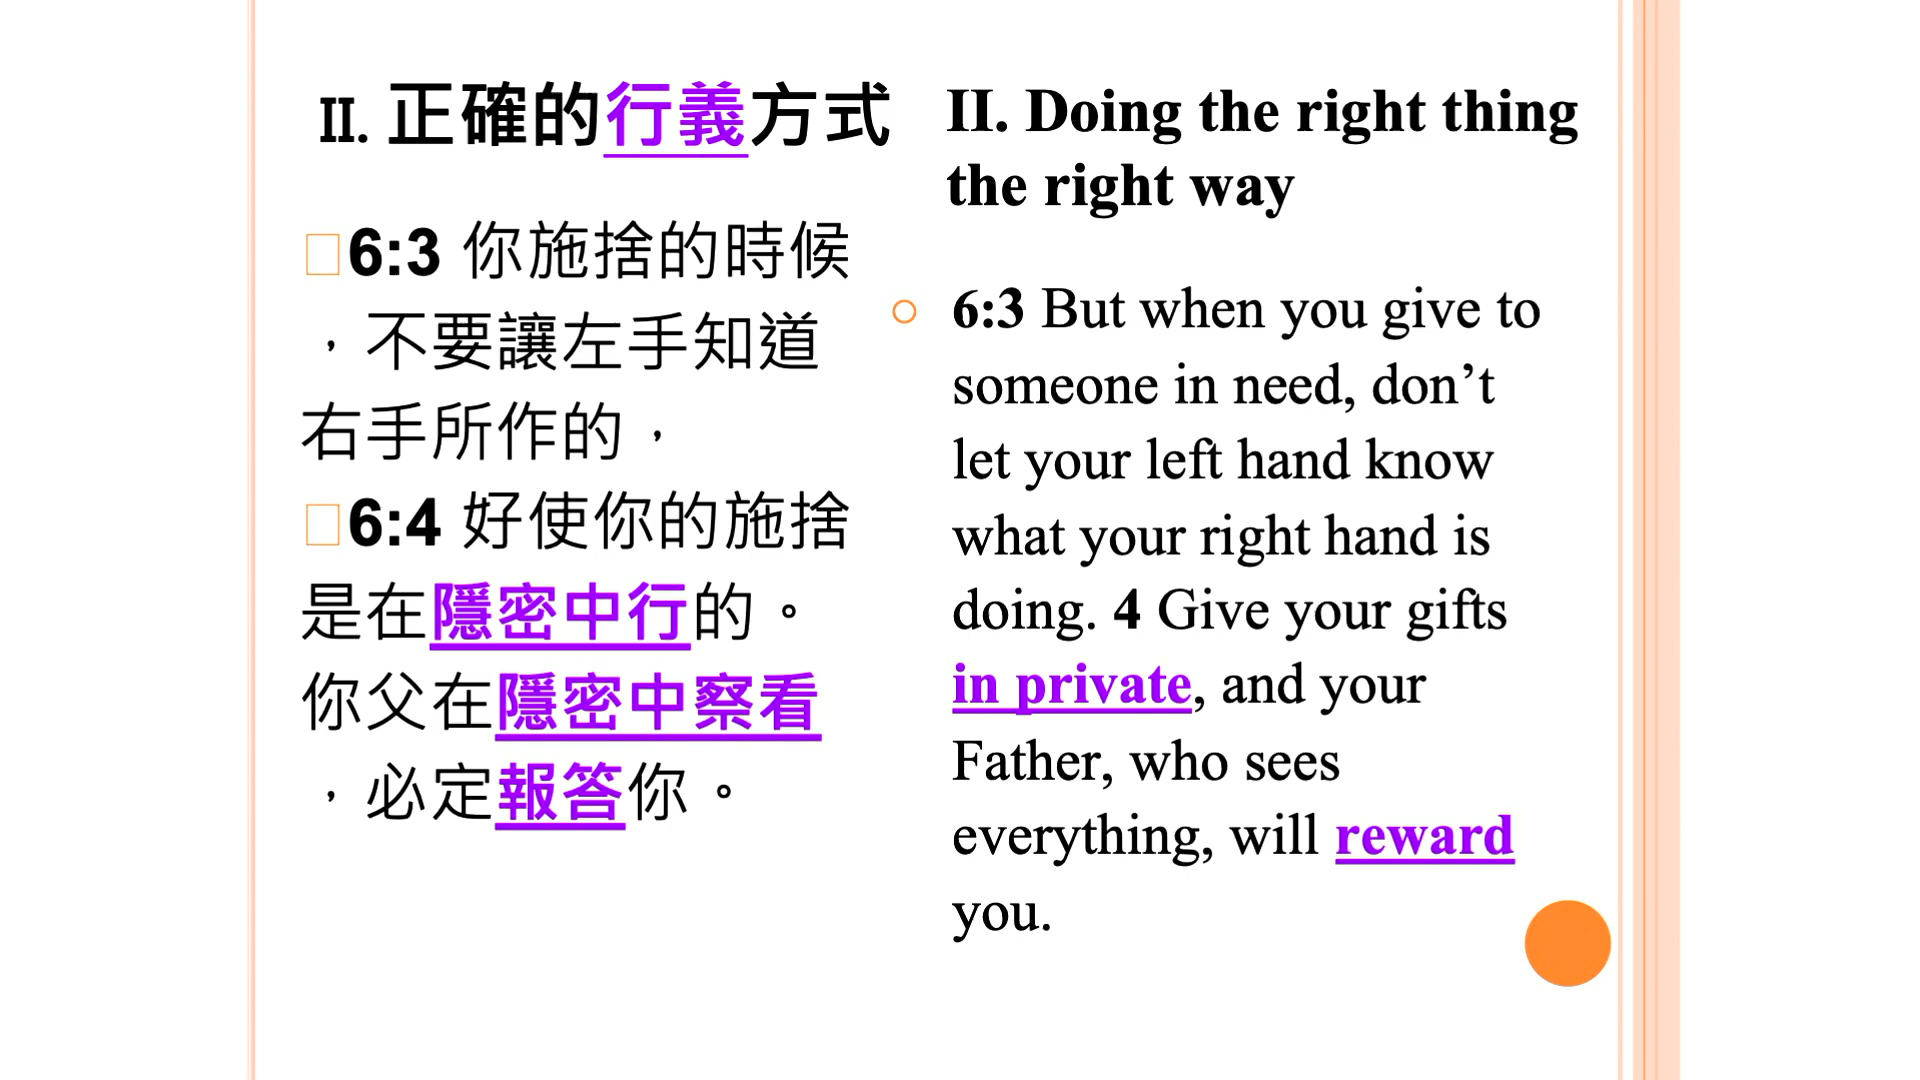 II. 正確的行義方式
6:3 你施捨的時候
，不要讓左手知道
右手所作的，
6:4 好使你的施捨
是在隱密中行的。
你父在隱密中察看
，必定報答你。
II. Doing the right thing
the right way
6:3 But when you give to
someone in need, don’t
let your left hand know
what your right hand is
doing. 4 Give your gifts
in private, and your
Father, who sees
everything, will reward
you.